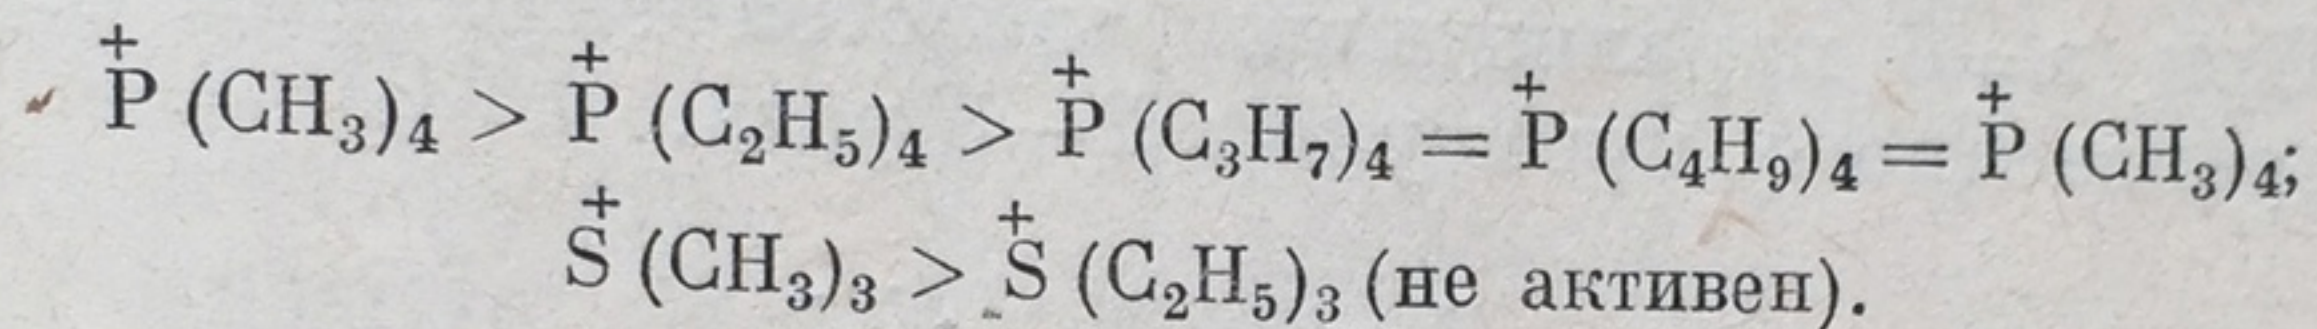 P⁺ (CH₃)₄ > P⁺ (C₂H₅)₄ > P⁺ (C₃H₇)₄ = P⁺ (C₄H₉)₄ = P⁺ (CH₃)₄;
S⁺ (CH₃)₃ > S⁺ (C₂H₅)₃ (не активен).